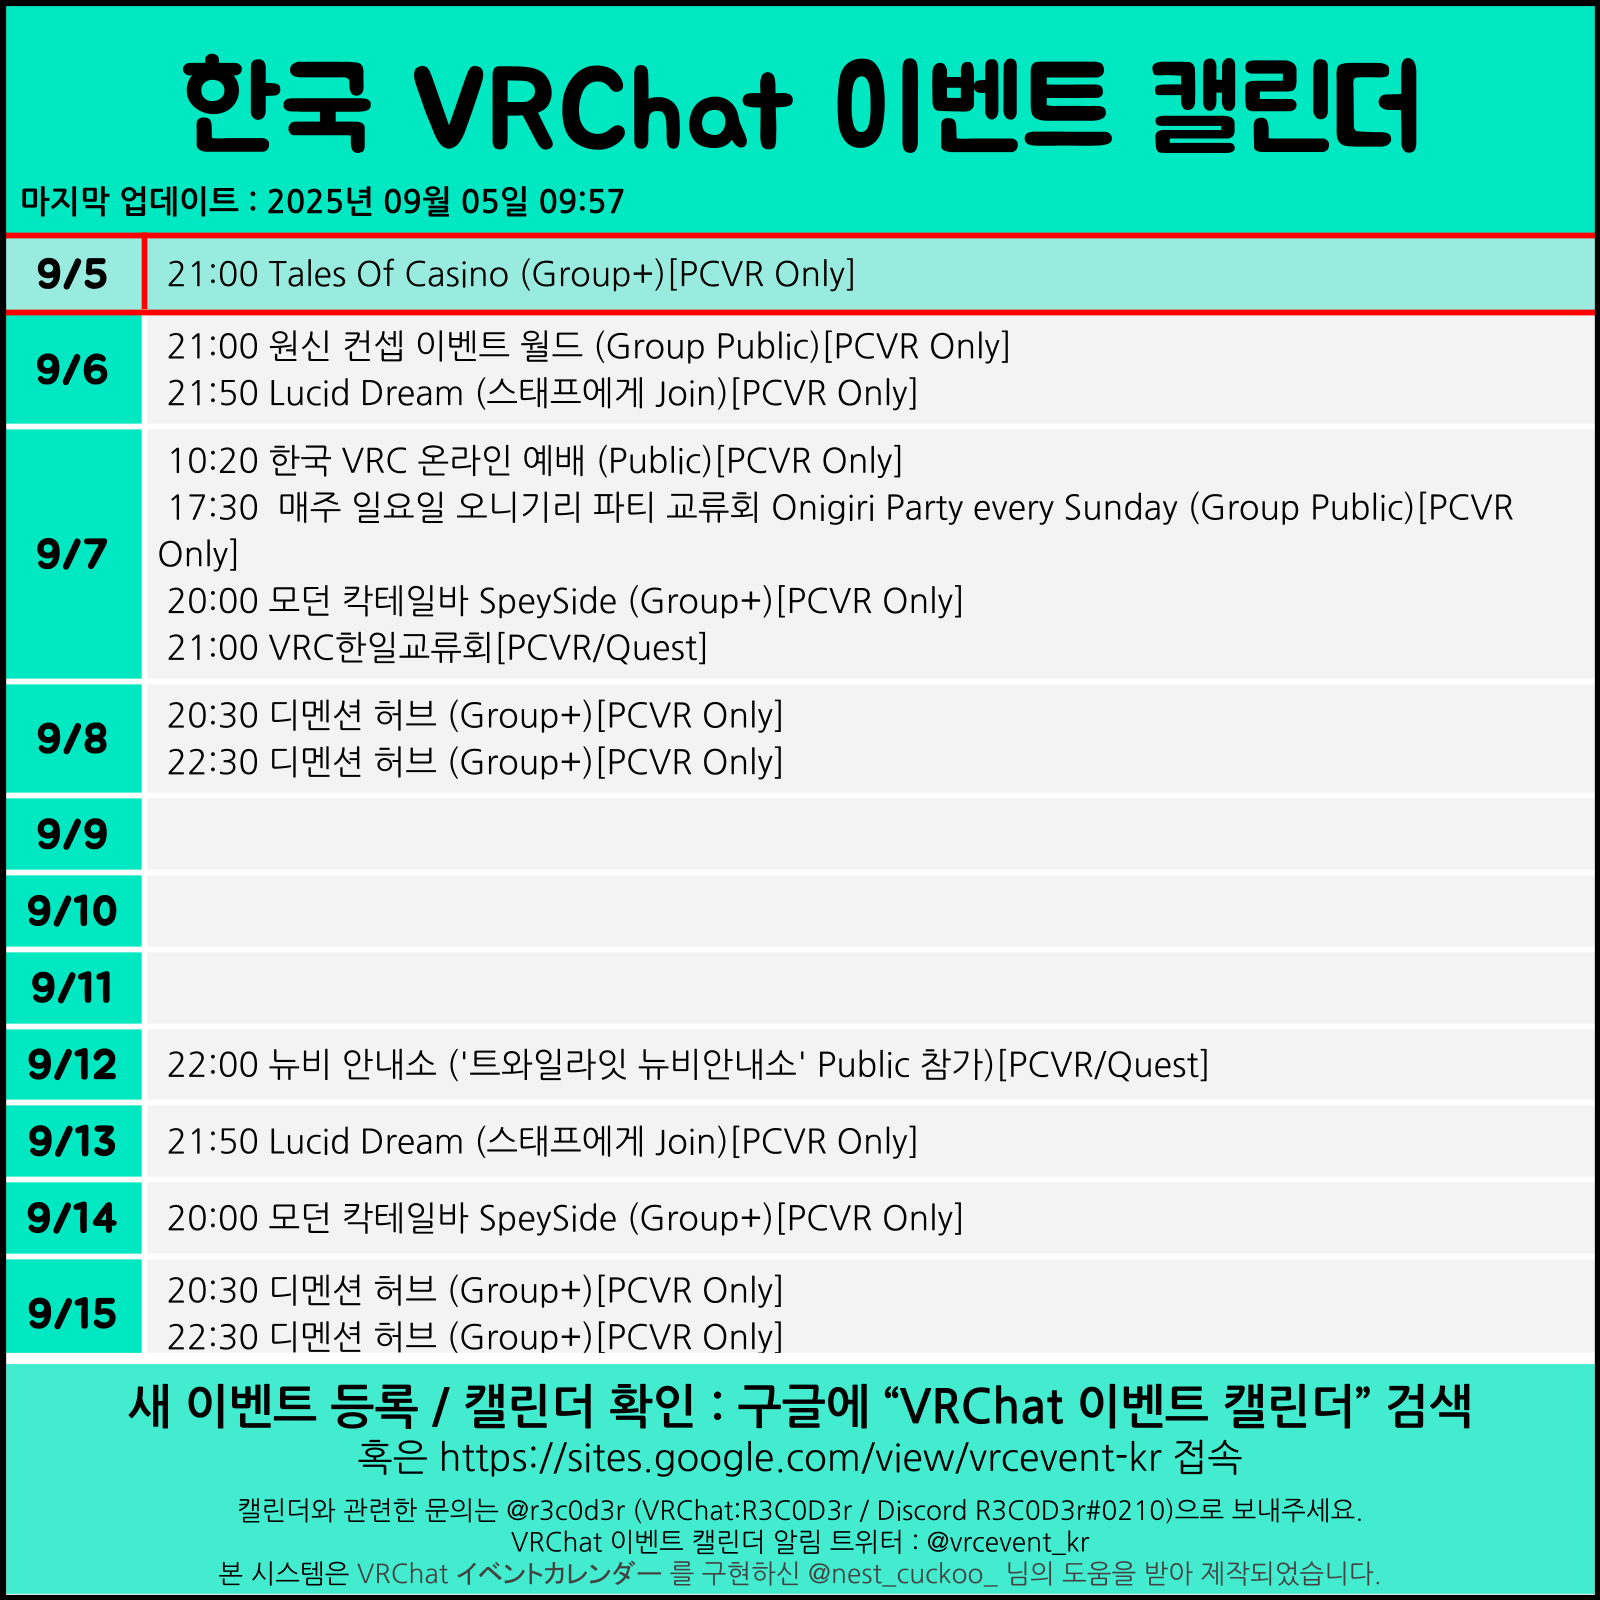 한국 VRChat 이벤트 캘린더
마지막 업데이트 : 2025년 09월 05일 09:57
9/5
21:00 Tales Of Casino (Group+)[PCVR Only]
9/6
21:00 원신 컨셉 이벤트 월드 (Group Public)[PCVR Only]
21:50 Lucid Dream (스태프에게 Join)[PCVR Only]
9/7
10:20 한국 VRC 온라인 예배 (Public)[PCVR Only]
17:30  매주 일요일 오니기리 파티 교류회 Onigiri Party every Sunday (Group Public)[PCVR
Only]
20:00 모던 칵테일바 SpeySide (Group+)[PCVR Only]
21:00 VRC한일교류회[PCVR/Quest]
9/8
20:30 디멘션 허브 (Group+)[PCVR Only]
22:30 디멘션 허브 (Group+)[PCVR Only]
9/9
9/10
9/11
9/12
22:00 뉴비 안내소 ('트와일라잇 뉴비안내소' Public 참가)[PCVR/Quest]
9/13
21:50 Lucid Dream (스태프에게 Join)[PCVR Only]
9/14
20:00 모던 칵테일바 SpeySide (Group+)[PCVR Only]
9/15
20:30 디멘션 허브 (Group+)[PCVR Only]
22:30 디멘션 허브 (Group+)[PCVR Only]
새 이벤트 등록 / 캘린더 확인 : 구글에 “VRChat 이벤트 캘린더” 검색
혹은 https://sites.google.com/view/vrcevent-kr 접속
캘린더와 관련한 문의는 @r3c0d3r (VRChat:R3C0D3r / Discord R3C0D3r#0210)으로 보내주세요.
VRChat 이벤트 캘린더 알림 트위터 : @vrcevent_kr
본 시스템은 VRChat イベントカレンダー 를 구현하신 @nest_cuckoo_ 님의 도움을 받아 제작되었습니다.